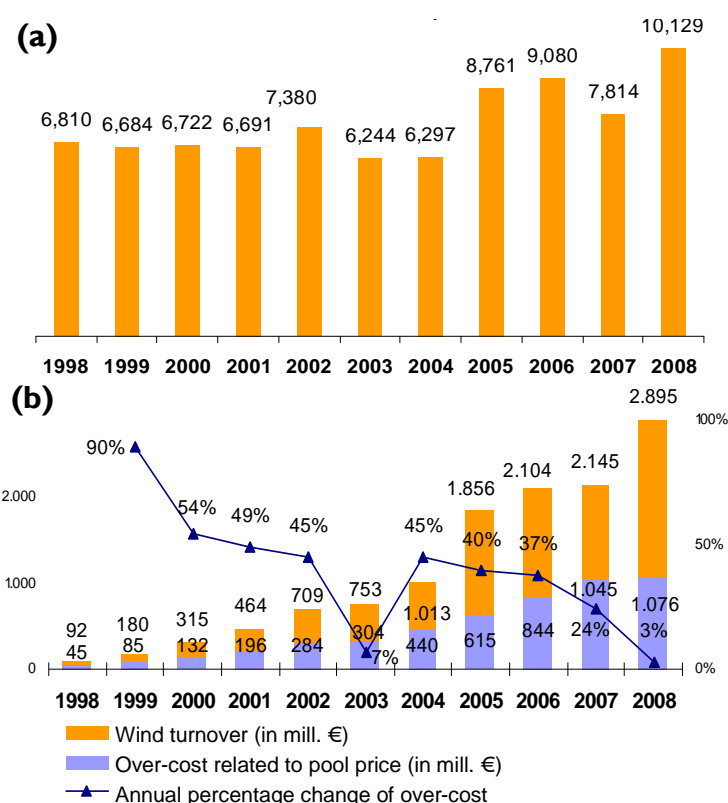 (a)
10,129
8,761 9,080
7,380 7,814
6,810 6,684 6,722 6,691 6,244 6,297
1998 1999 2000 2001 2002 2003 2004 2005 2006 2007 2008
(b)
2.895
100%
90%
2.104 2.145
1.856
2.000
54% 49% 45% 45% 40% 37% 50%
1000
92 180 315 464 709 753 1.013 1.045 1.076
45 85 132 196 284 304 440 615 844 24% 3%
7%
0 0%
1998 1999 2000 2001 2002 2003 2004 2005 2006 2007 2008
Wind turnover (in mill. €)
Over-cost related to pool price (in mill. €)
Annual percentage change of over-cost